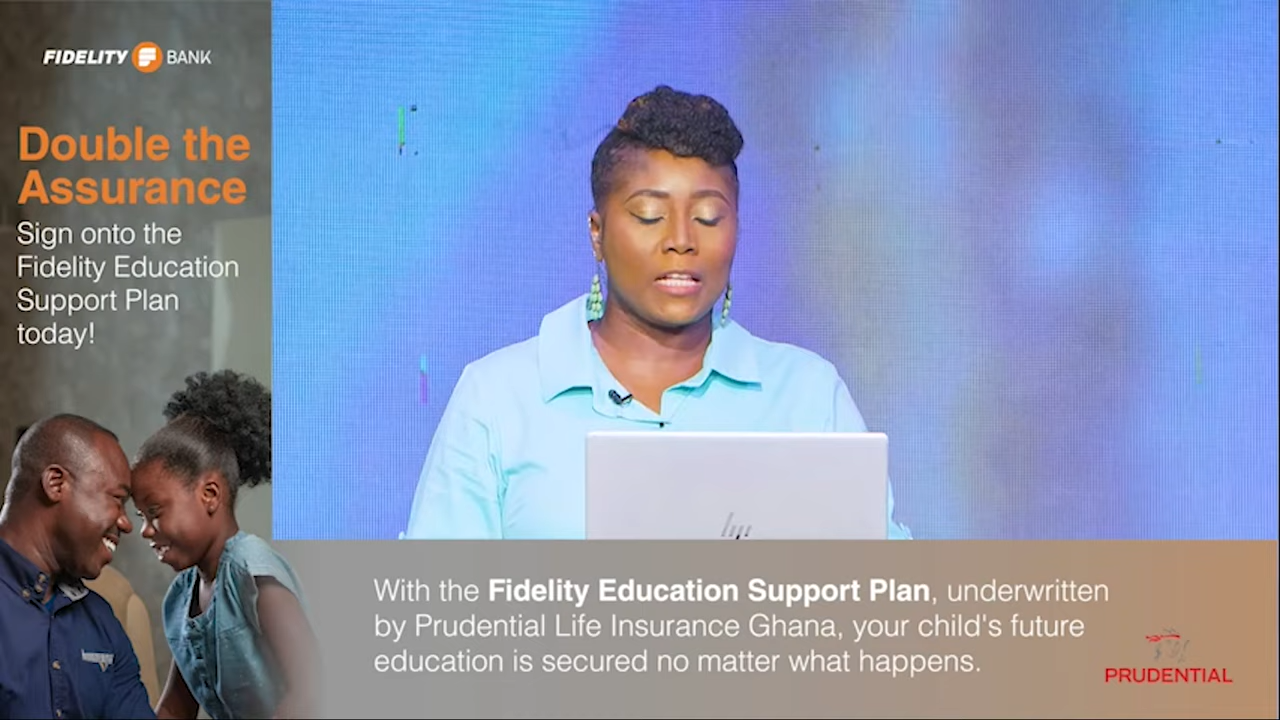 FIDELITY BANK
Double the
Assurance
Sign onto the
Fidelity Education
Support Plan
today!
hp
With the Fidelity Education Support Plan, underwritten
by Prudential Life Insurance Ghana, your child's future
education is secured no matter what happens.
PRUDENTIAL